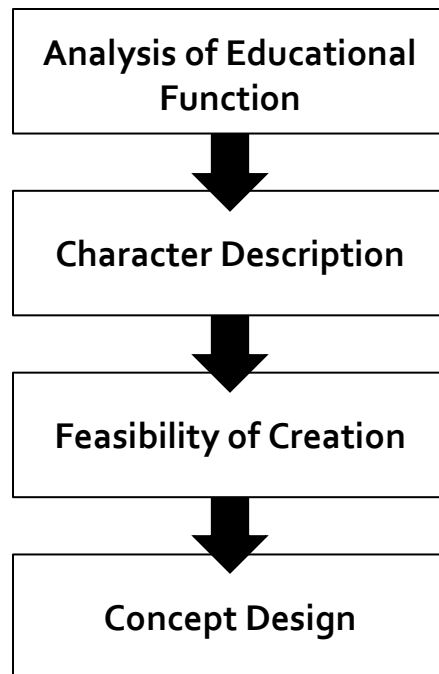 Analysis of Educational
Function
Character Description
Feasibility of Creation
Concept Design